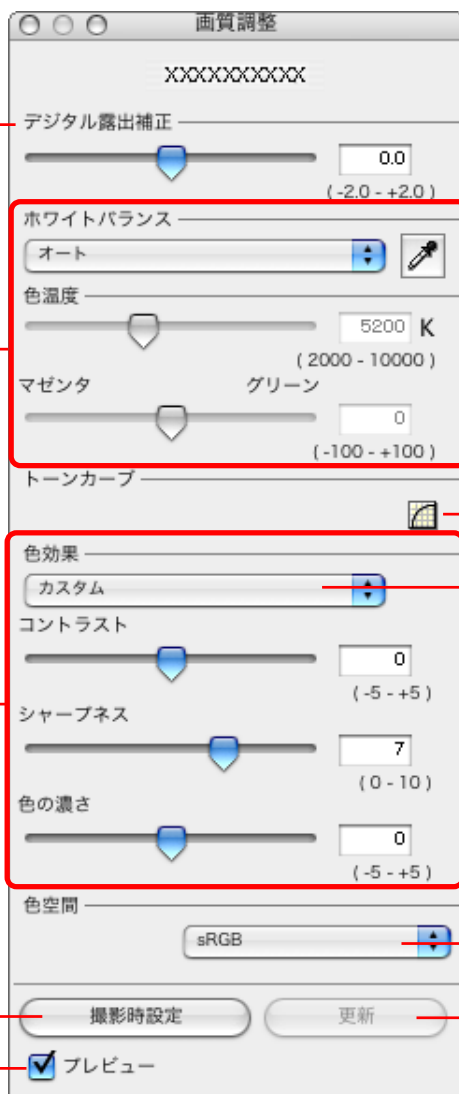 画質調整
XXXXXXXXXXX
デジタル露出補正
0.0
( -2.0 - +2.0 )
ホワイトバランス
オート
色温度
5200 K
( 2000 - 10000 )
マゼンタ グリーン
0
( -100 - +100 )
トーンカーブ
色効果
カスタム
コントラスト
0
( -5 - +5 )
シャープネス
7
( 0 - 10 )
色の濃さ
0
( -5 - +5 )
色空間
sRGB
撮影時設定 更新
プレビュー